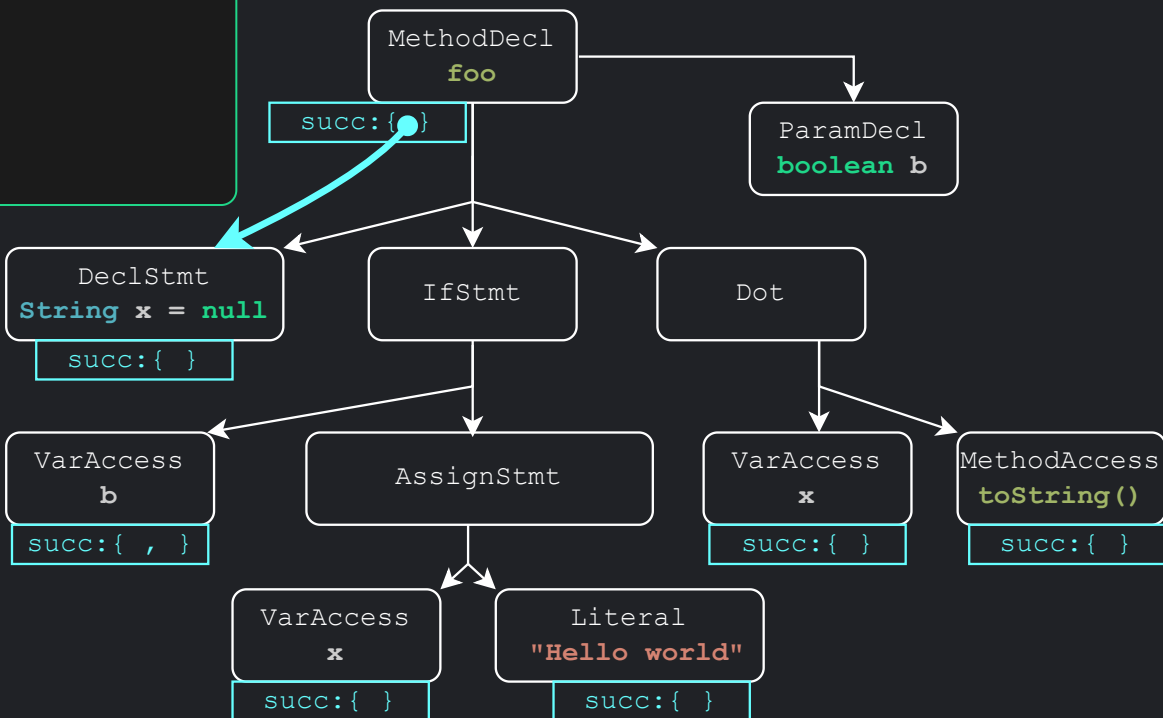 MethodDecl
foo
succ:{ }
ParamDecl
boolean b
DeclStmt
String x = null
succ:{ }
IfStmt
Dot
VarAccess
b
succ:{ , }
AssignStmt
VarAccess
x
succ:{ }
MethodAccess
toString()
succ:{ }
VarAccess
x
succ:{ }
Literal
"Hello world"
succ:{ }